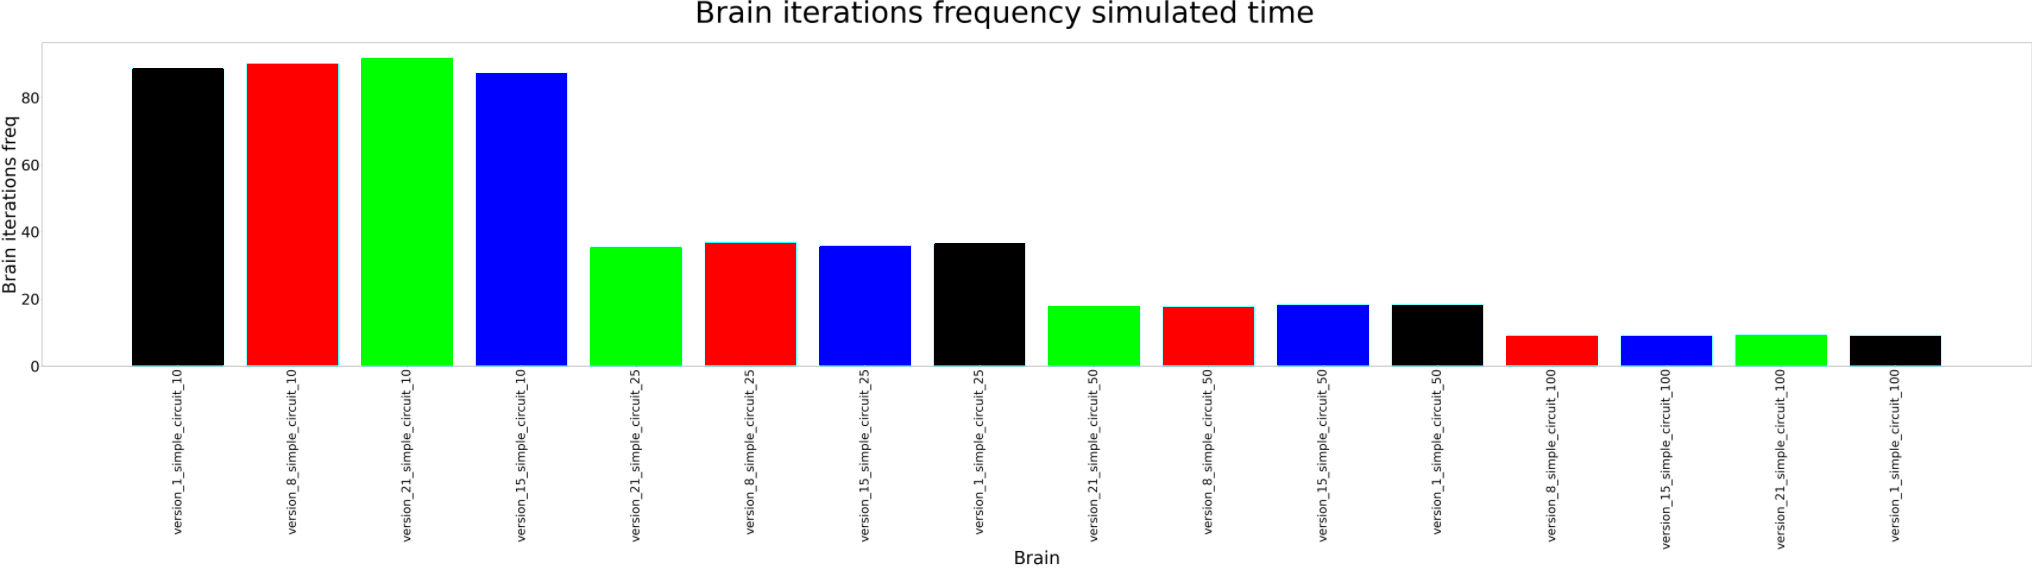 Brain iterations frequency simulated time
Brain iterations freq
80
60
40
20
0
version_1_simple_circuit_10
version_8_simple_circuit_10
version_21_simple_circuit_10
version_15_simple_circuit_10
version_21_simple_circuit_25
version_8_simple_circuit_25
version_15_simple_circuit_25
version_1_simple_circuit_25
version_21_simple_circuit_50
version_8_simple_circuit_50
version_15_simple_circuit_50
version_1_simple_circuit_50
version_8_simple_circuit_100
version_15_simple_circuit_100
version_21_simple_circuit_100
version_1_simple_circuit_100
Brain